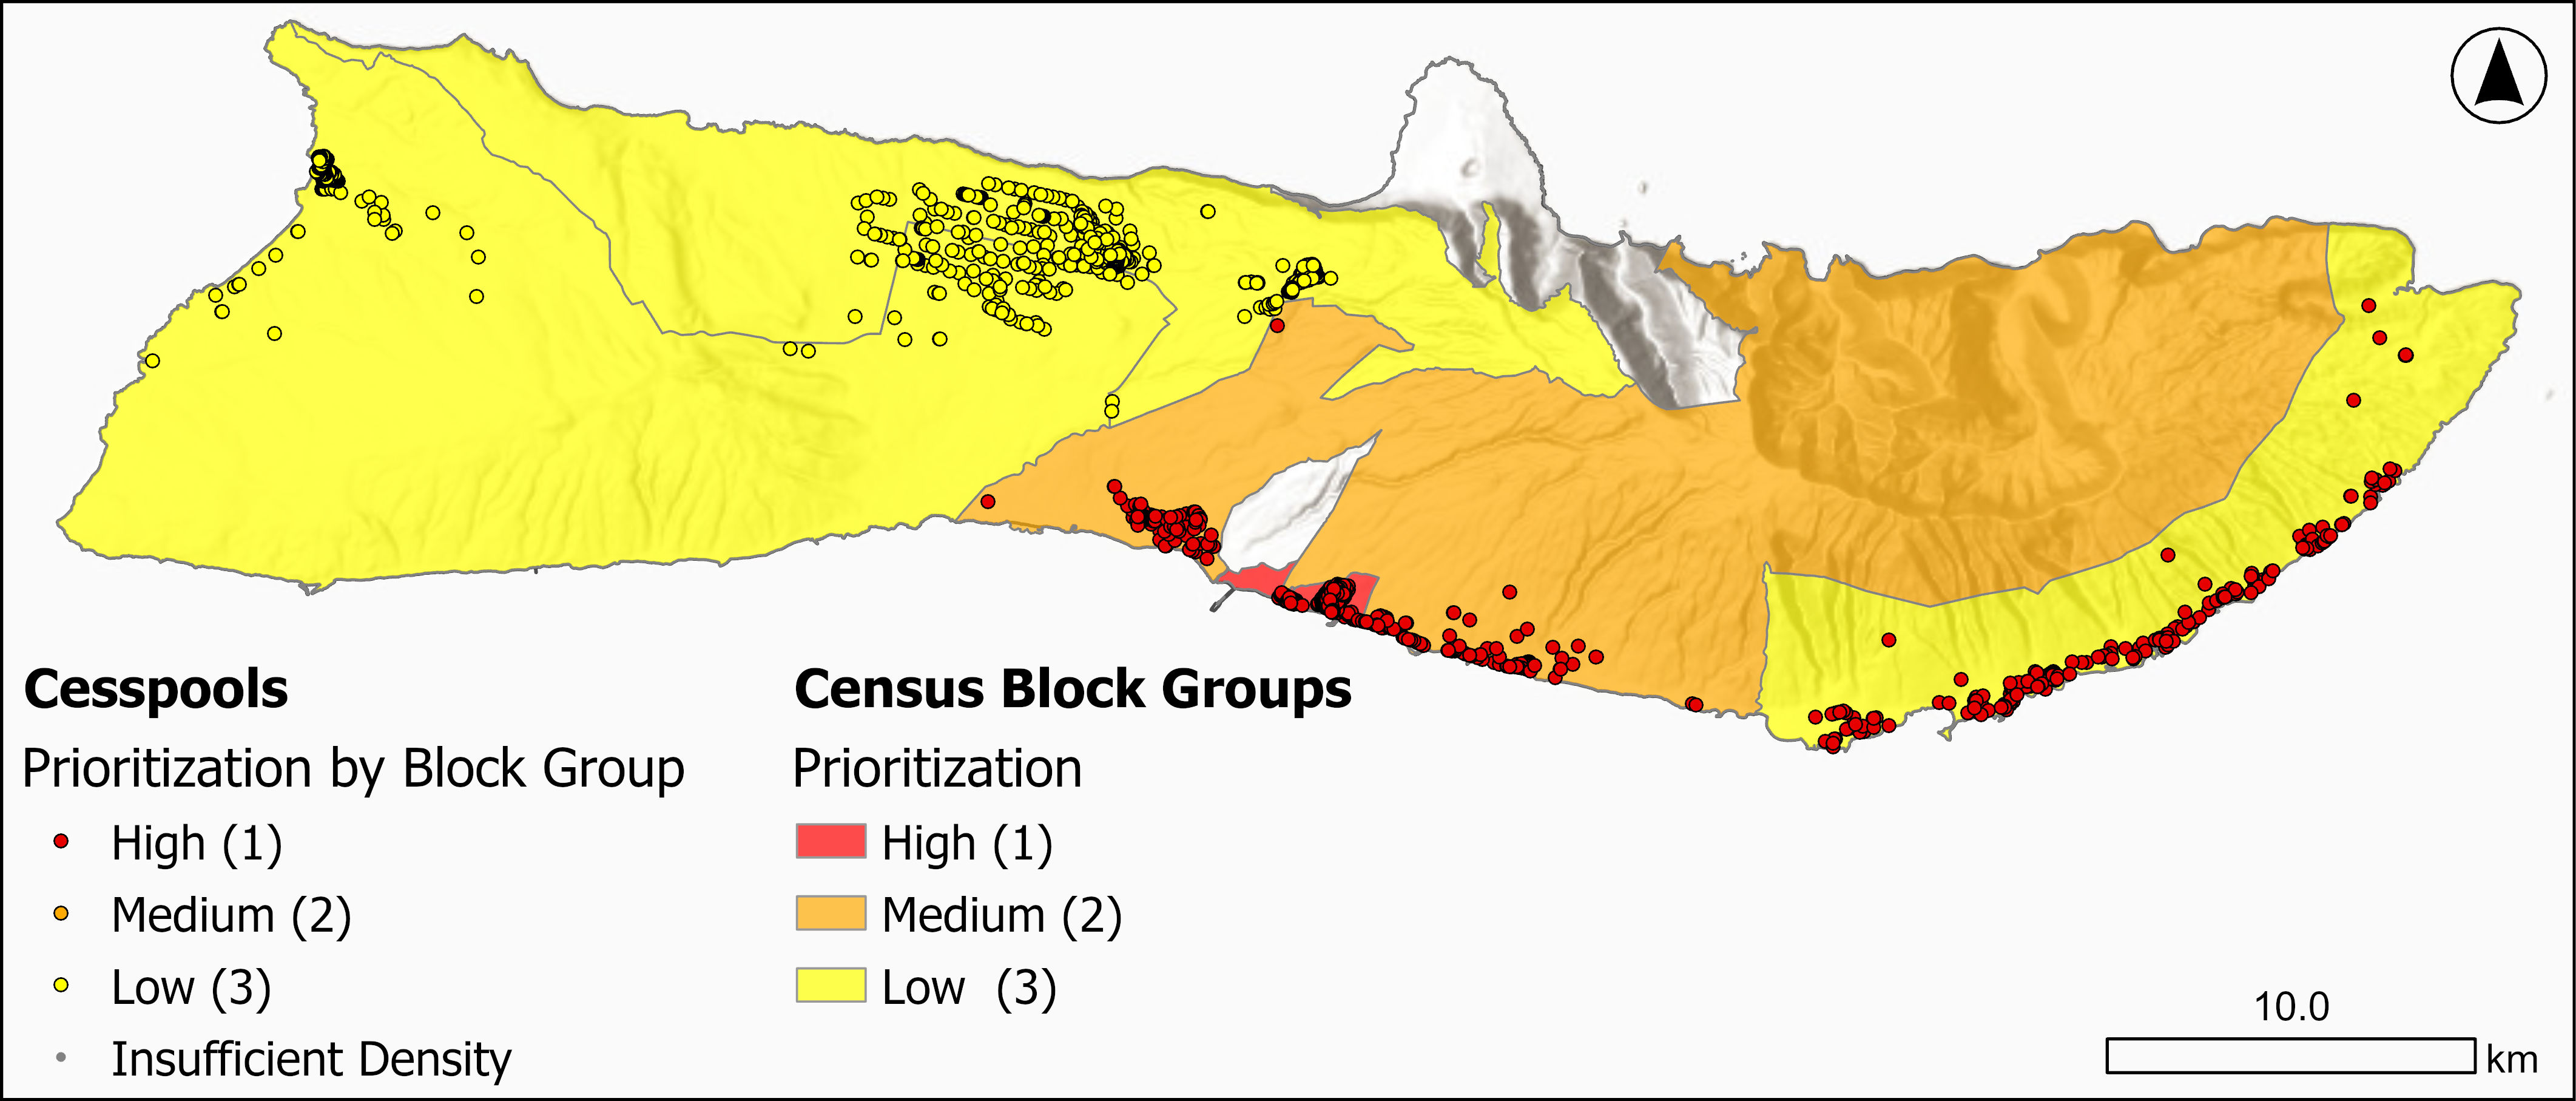 Cesspools
Prioritization by Block Group
High (1)
Medium (2)
Low (3)
Insufficient Density
Census Block Groups
Prioritization
High (1)
Medium (2)
Low (3)
10.0
km